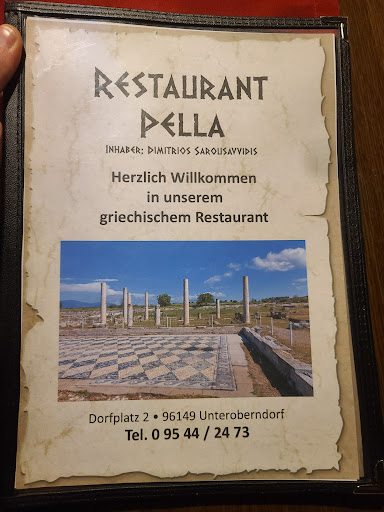 RESTAURANT
PELLA
INHABER: DIMITRIOS SAROUSAVVIDIS
Herzlich Willkommen
in unserem
griechischem Restaurant
Dorfplatz 2 • 96149 Unteroberndorf
Tel. 0 95 44 / 24 73